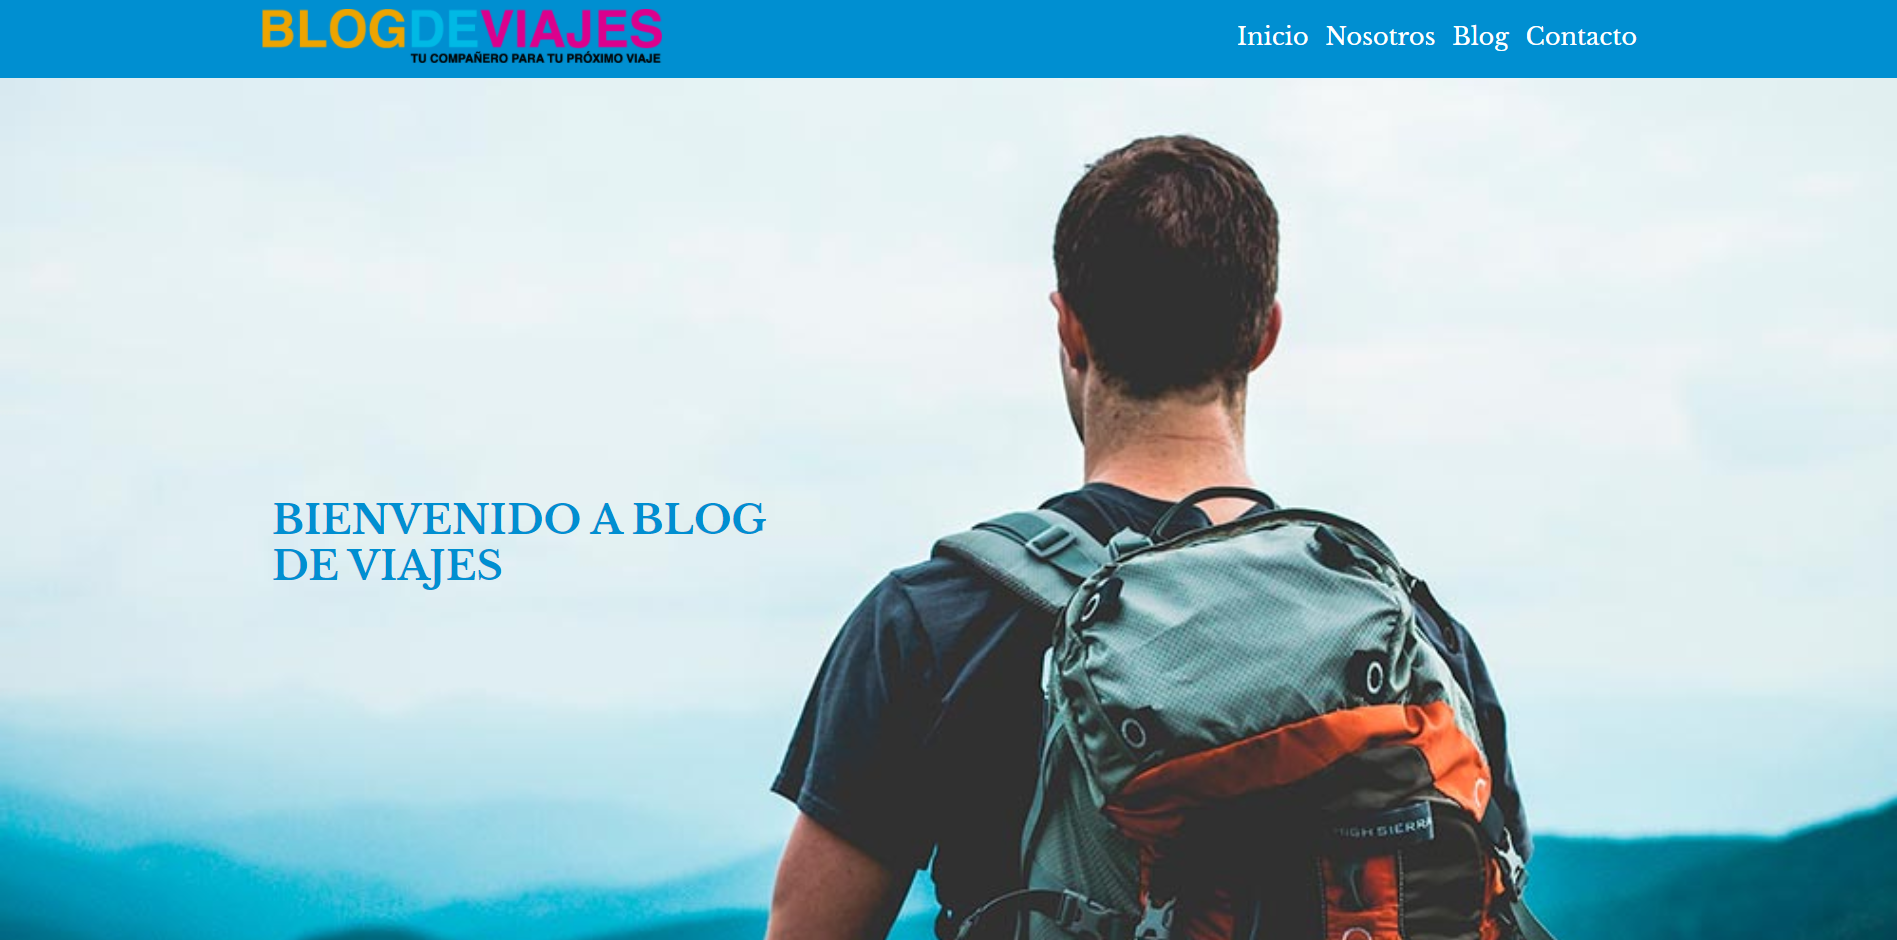 BLOGDEVIAJES
TU COMPAÑERO PARA TU PRÓXIMO VIAJE
Inicio Nosotros Blog Contacto
BIENVENIDO A BLOG
DE VIAJES
HIGH SIERRA